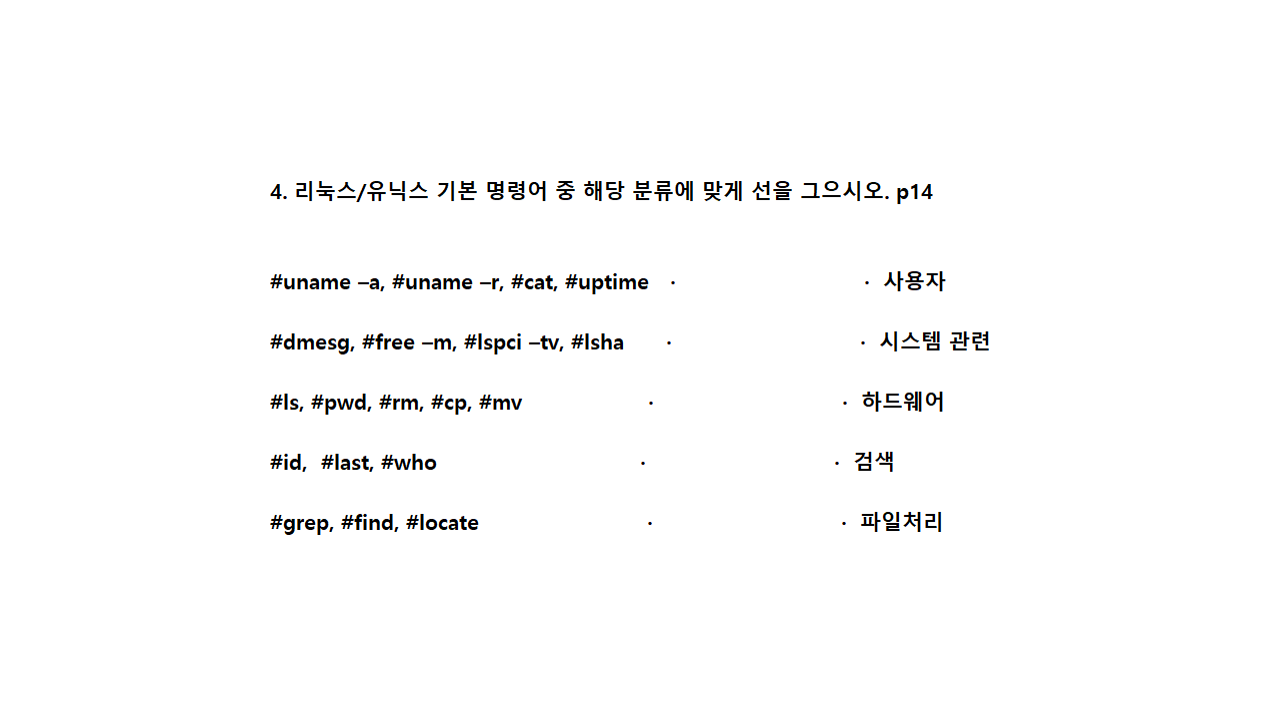 4. 리눅스/유닉스 기본 명령어 중 해당 분류에 맞게 선을 그으시오. p14
#uname –a, #uname –r, #cat, #uptime · · 사용자
#dmesg, #free –m, #lspci –tv, #lsha · · 시스템 관련
#ls, #pwd, #rm, #cp, #mv · · 하드웨어
#id, #last, #who · · 검색
#grep, #find, #locate · · 파일처리